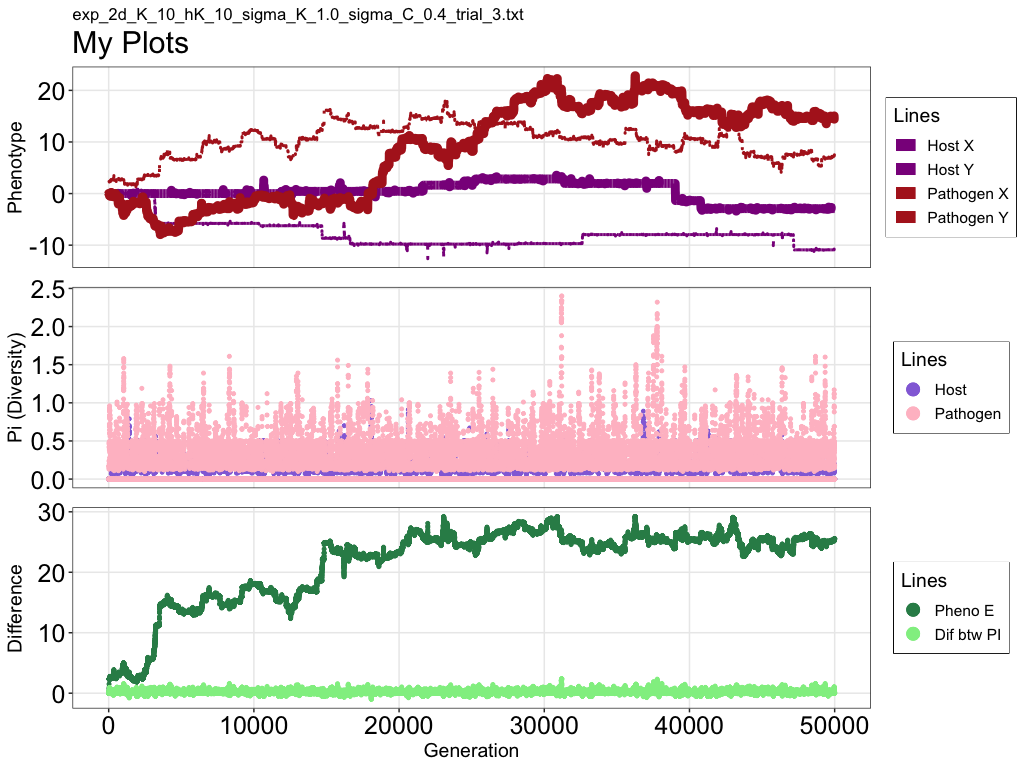 exp_2d_K_10_hK_10_sigma_K_1.0_sigma_C_0.4_trial_3.txt
My Plots
Phenotype
20
10
0
-10
Lines
Host X
Host Y
Pathogen X
Pathogen Y
Pi (Diversity)
2.5
2.0
1.5
1.0
0.5
0.0
Lines
Host
Pathogen
Difference
30
20
10
0
Lines
Pheno E
Dif btw PI
0 10000 20000 30000 40000 50000
Generation